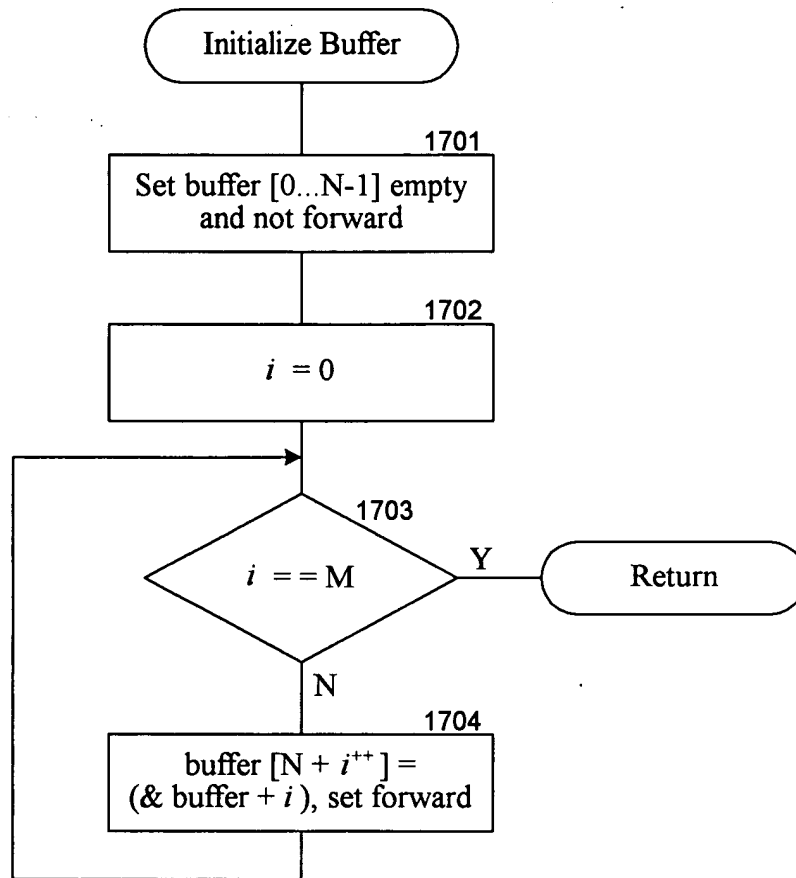 Initialize Buffer
1701
Set buffer [0...N-1] empty
and not forward
1702
i = 0
1703
i = = M
Y
Return
N
1704
buffer [N + i++] =
(& buffer + i ), set forward